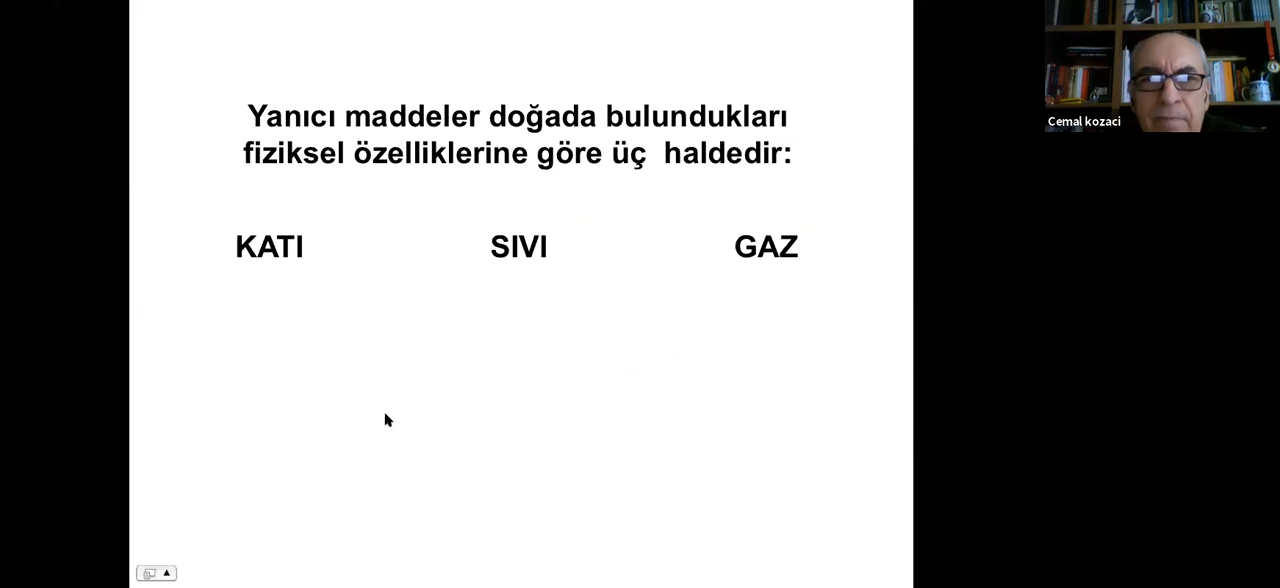 Yanıcı maddeler doğada bulundukları
fiziksel özelliklerine göre üç  haldedir:
KATI SIVI GAZ
Cemal kozaci